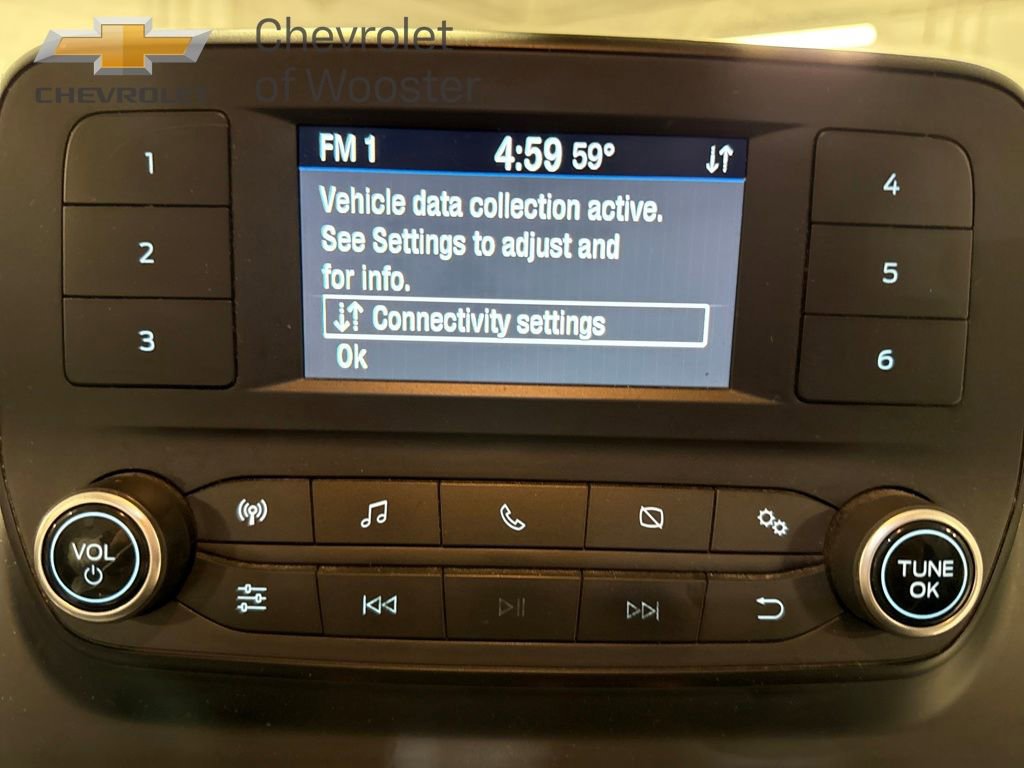 CHEVROLET
Chevrolet
of Wooster
FM 1 4:59 59°
Vehicle data collection active.
See Settings to adjust and
for info.
Connectivity settings
Ok
1
2
3
4
5
6
VOL
TUNE
OK